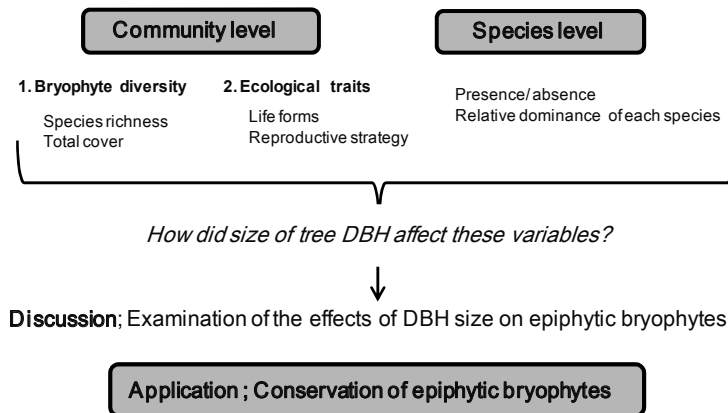 Community level
Species level
1. Bryophyte diversity
Species richness
Total cover
2. Ecological traits
Life forms
Reproductive strategy
Presence/absence
Relative dominance of each species
How did size of tree DBH affect these variables?
Discussion; Examination of the effects of DBH size on epiphytic bryophytes
Application ; Conservation of epiphytic bryophytes